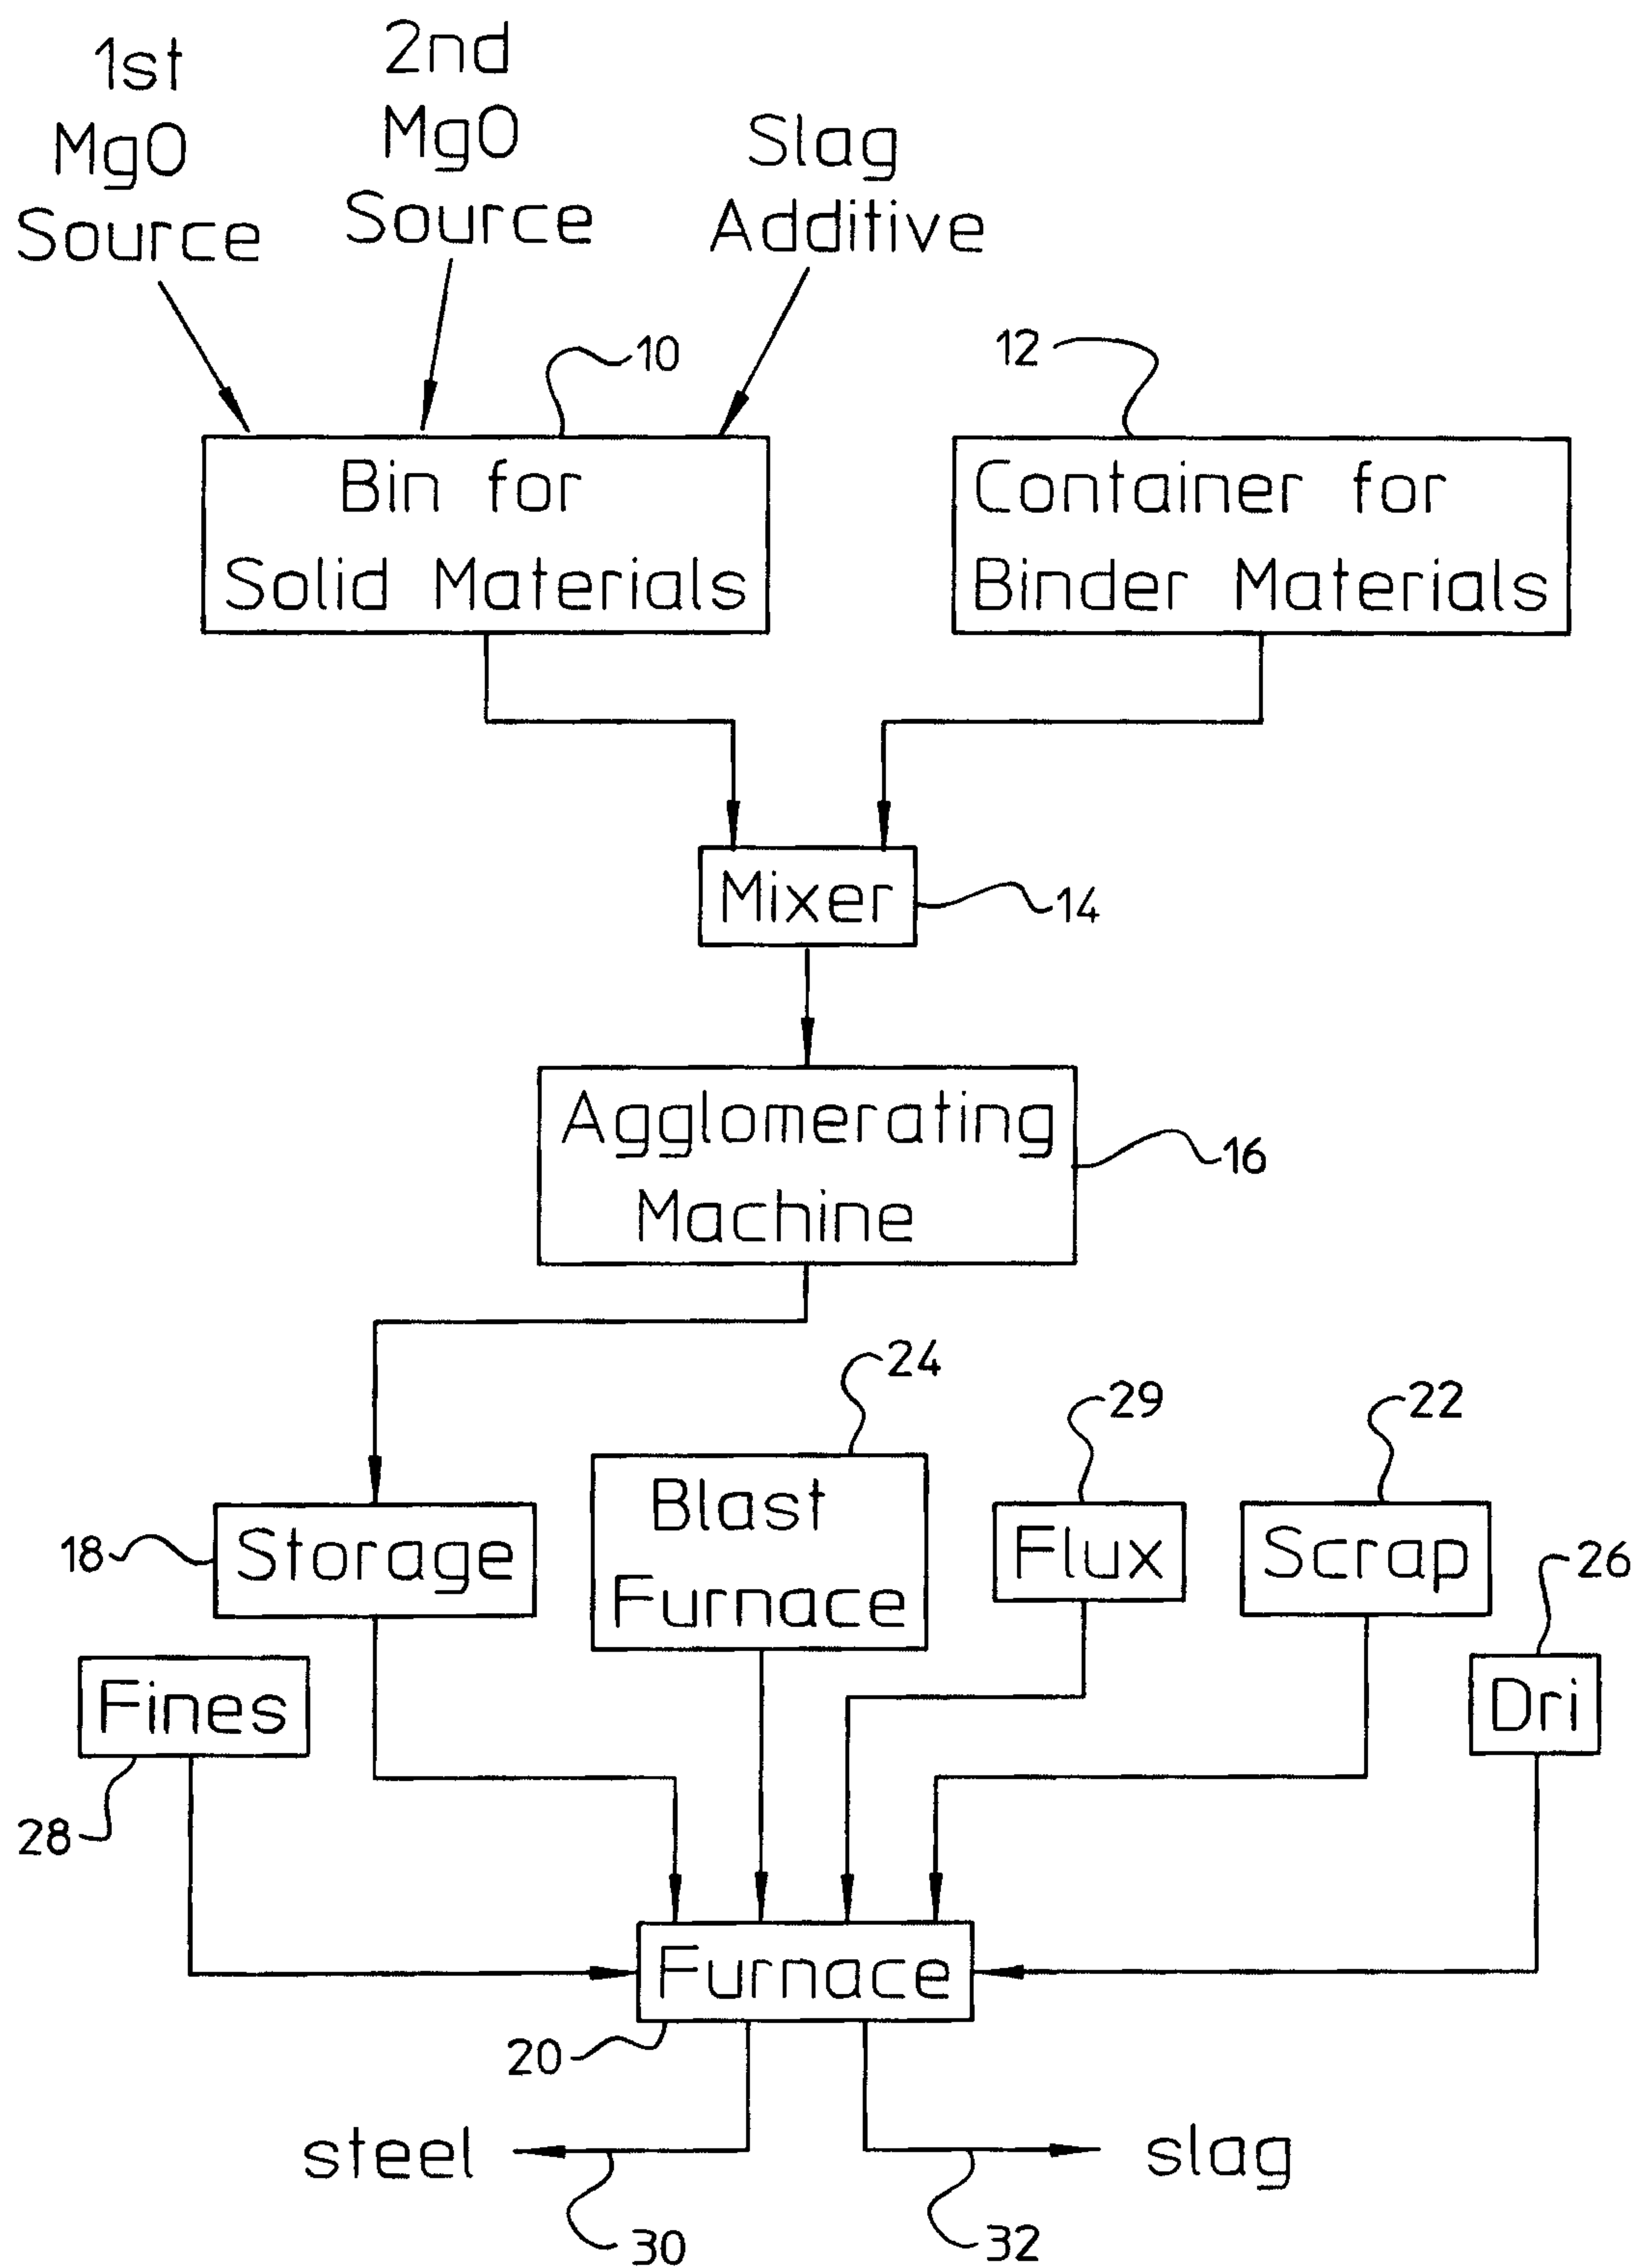 1st
MgO
Source
2nd
MgO
Source
Slag
Additive
10
12
Bin for
Solid Materials
Container for
Binder Materials
Mixer
14
Agglomerating
Machine
16
24
29
22
Blast
Furnace
18
Storage
Flux
Scrap
26
Fines
Dri
28
Furnace
20
steel
slag
30
32